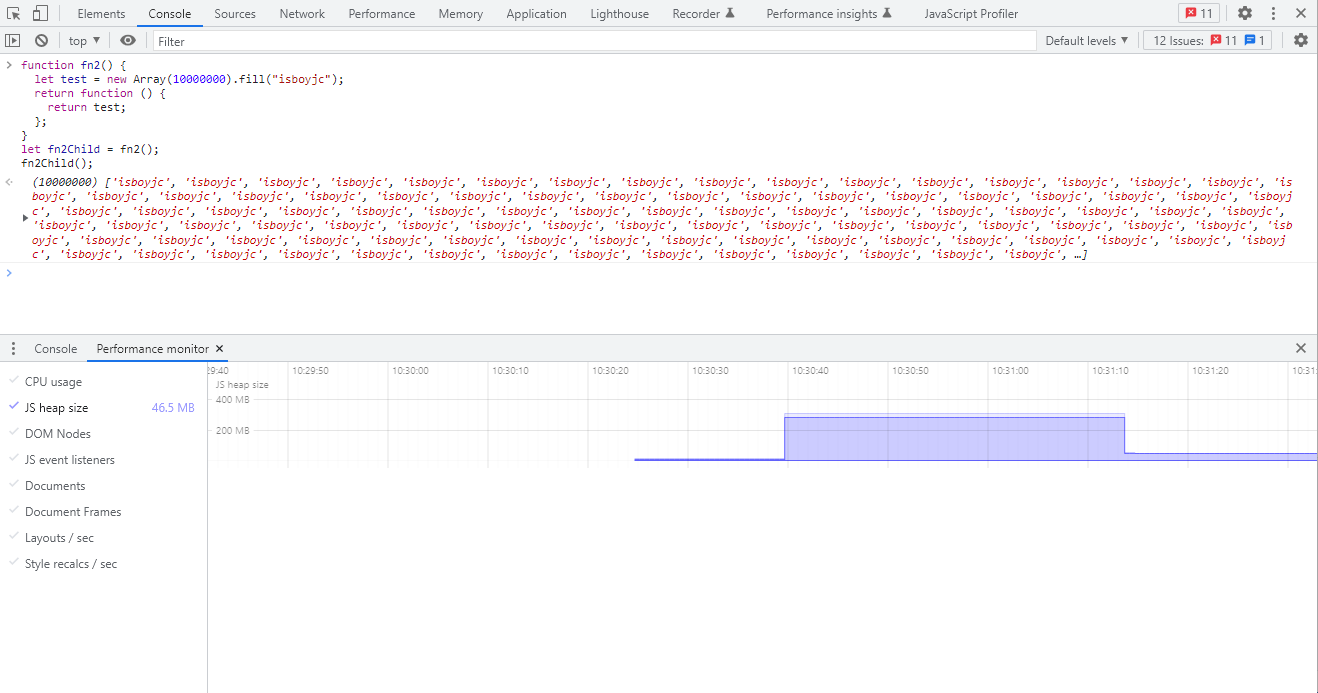 Elements Console Sources Network Performance Memory Application Lighthouse Recorder Performance insights JavaScript Profiler 11
top Filter Default levels 12 Issues: 11 1
function fn2() {
let test = new Array(10000000).fill("isboyjc");
return function () {
return test;
};
}
let fn2Child = fn2();
fn2Child();
(10000000) ['isboyjc', 'isboyjc', 'isboyjc', 'isboyjc', 'isboyjc', 'isboyjc', 'isboyjc', 'isboyjc', 'isboyjc', 'isboyjc', 'isboyjc', 'isboyjc', 'isboyjc', 'isboyjc', 'isboyjc', 'isboyjc', 'is
boyjc', 'isboyjc', 'isboyjc', 'isboyjc', 'isboyjc', 'isboyjc', 'isboyjc', 'isboyjc', 'isboyjc', 'isboyjc', 'isboyjc', 'isboyjc', 'isboyjc', 'isboyjc', 'isboyjc', 'isboyjc', 'isboyjc', 'isboyj
c', 'isboyjc', 'isboyjc', 'isboyjc', 'isboyjc', 'isboyjc', 'isboyjc', 'isboyjc', 'isboyjc', 'isboyjc', 'isboyjc', 'isboyjc', 'isboyjc', 'isboyjc', 'isboyjc', 'isboyjc', 'isboyjc', 'isboyjc',
'isboyjc', 'isboyjc', 'isboyjc', 'isboyjc', 'isboyjc', 'isboyjc', 'isboyjc', 'isboyjc', 'isboyjc', 'isboyjc', 'isboyjc', 'isboyjc', 'isboyjc', 'isboyjc', 'isboyjc', 'isboyjc', 'isboyjc', 'isb
oyjc', 'isboyjc', 'isboyjc', 'isboyjc', 'isboyjc', 'isboyjc', 'isboyjc', 'isboyjc', 'isboyjc', 'isboyjc', 'isboyjc', 'isboyjc', 'isboyjc', 'isboyjc', 'isboyjc', 'isboyjc', 'isboyjc', 'isboyj
c', 'isboyjc', 'isboyjc', 'isboyjc', 'isboyjc', 'isboyjc', 'isboyjc', 'isboyjc', 'isboyjc', 'isboyjc', 'isboyjc', 'isboyjc', 'isboyjc', 'isboyjc', 'isboyjc', …]
Console Performance monitor
CPU usage
JS heap size 46.5 MB
DOM Nodes
JS event listeners
Documents
Document Frames
Layouts / sec
Style recalcs / sec
9:40 10:29:50 10:30:00 10:30:10 10:30:20 10:30:30 10:30:40 10:30:50 10:31:00 10:31:10 10:31:20 10:31:
JS heap size
400 MB
200 MB